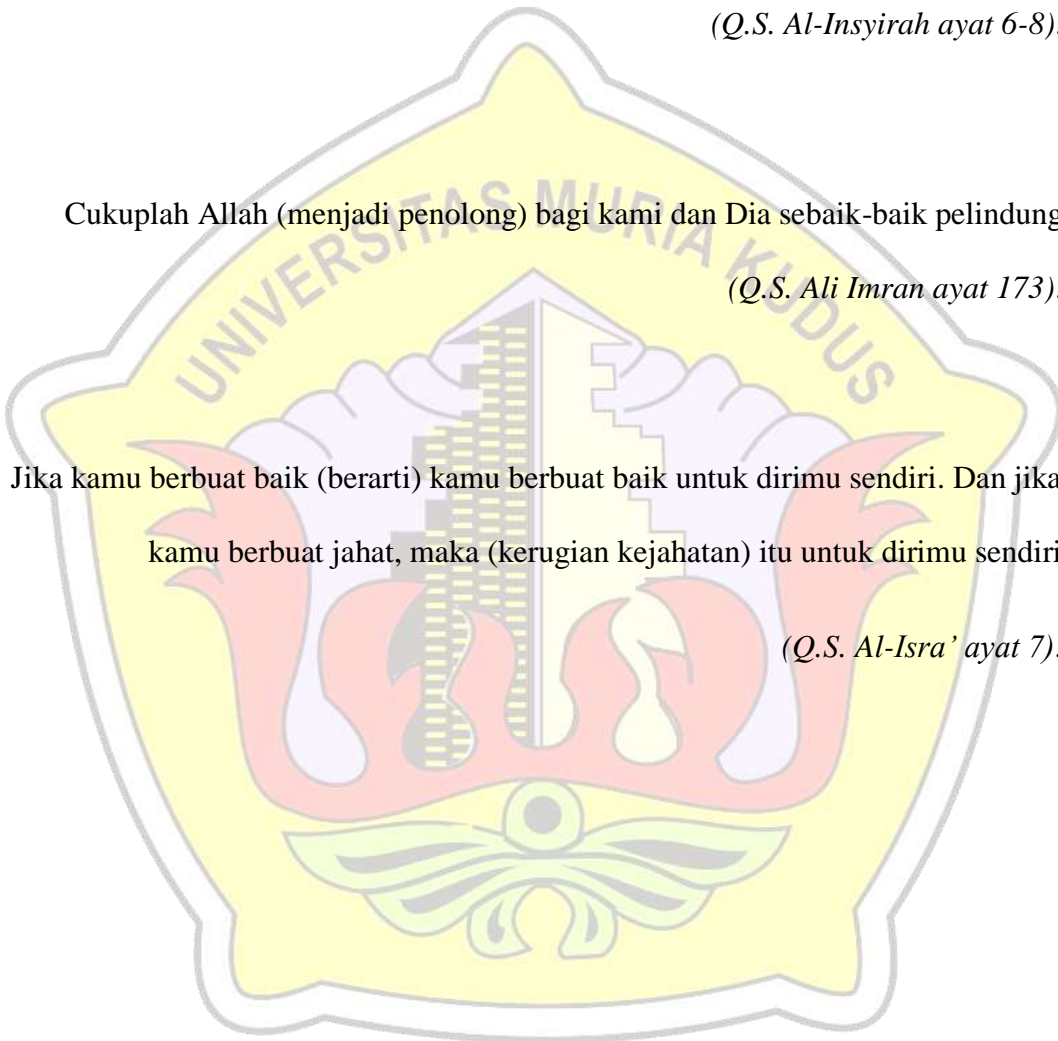 (Q.S. Al-Insyirah ayat 6-8).
UNIVERSITAS MURIA KUDUS
Cukuplah Allah (menjadi penolong) bagi kami dan Dia sebaik-baik pelindung
(Q.S. Ali Imran ayat 173).
Jika kamu berbuat baik (berarti) kamu berbuat baik untuk dirimu sendiri. Dan jika
kamu berbuat jahat, maka (kerugian kejahatan) itu untuk dirimu sendiri
(Q.S. Al-Isra’ ayat 7).